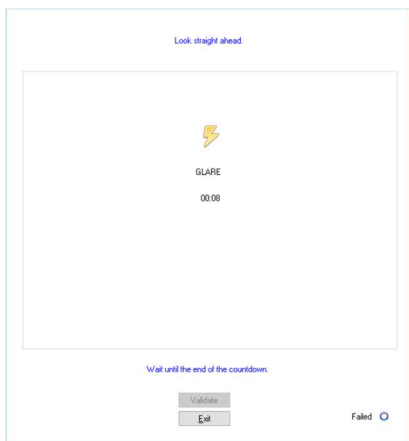 Look straight ahead.
GLARE
00:08
Wait until the end of the countdown.
Validate
Exit
Failed